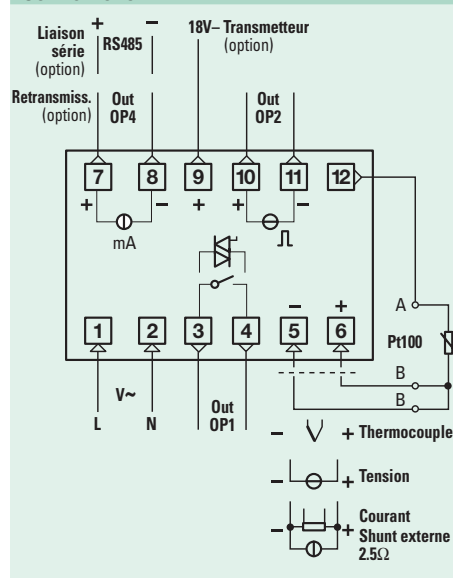 + −
Liaison
série
(option)
RS485
18V– Transmetteur
(option)
Retransmiss.
(option)
Out
OP4
Out
OP2
7 8 9 10 11 12
+ − + + −
mA
− +
1 2 3 4 5 6
A
Pt100
B
B
V~
L N
Out
OP1
− + Thermocouple
− + Tension
− + Courant
Shunt externe
2.5Ω